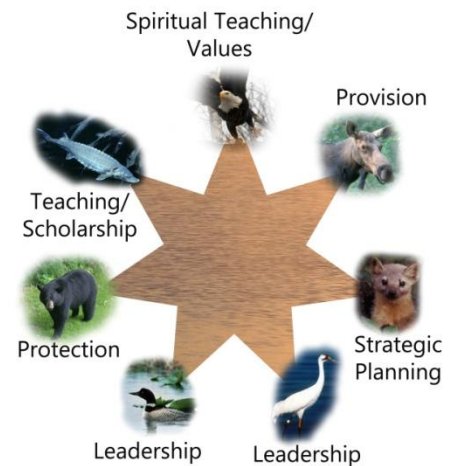 Spiritual Teaching/
Values
Provision
Teaching/
Scholarship
Protection
Strategic
Planning
Leadership
Leadership